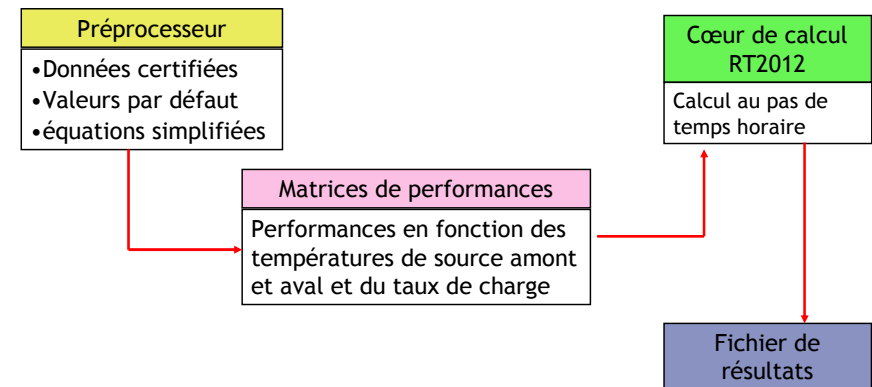 Préprocesseur
•Données certifiées
•Valeurs par défaut
•équations simplifiées
Cœur de calcul
RT2012
Calcul au pas de
temps horaire
Matrices de performances
Performances en fonction des
températures de source amont
et aval et du taux de charge
Fichier de
résultats